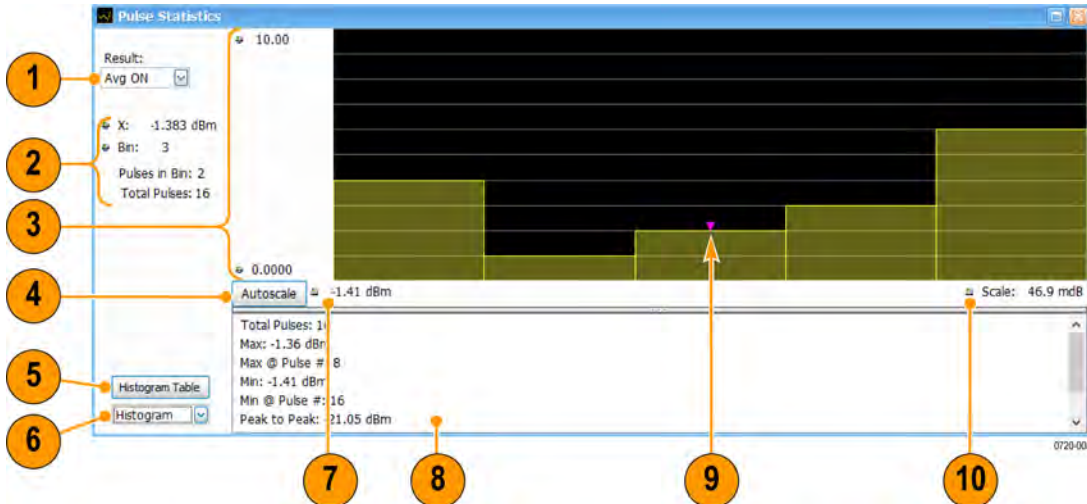 Pulse Statistics
10.00
Result:
Avg ON
1
X: -1.383 dBm
Bin: 3
2
Pulses in Bin: 2
Total Pulses: 16
3
0.0000
4
Autoscale
-1.41 dBm
Scale: 46.9 mdB
Total Pulses: 16
Max: -1.36 dBm
Max @ Pulse #: 8
Min: -1.41 dBm
5
Histogram Table
Min @ Pulse #: 16
6
Histogram
Peak to Peak: -21.05 dBm
0720-00
7
8
9
10